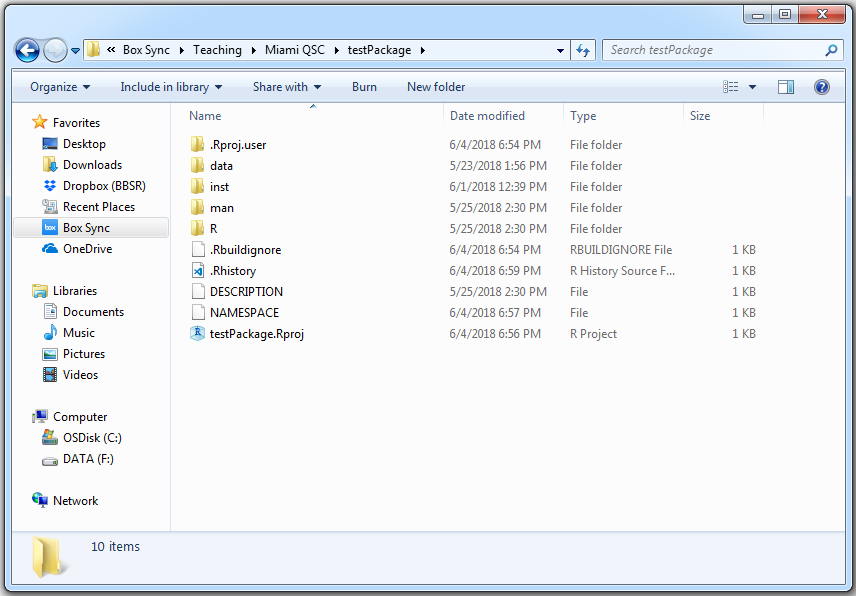 « Box Sync ▸ Teaching ▸ Miami QSC ▸ testPackage ▸ Search testPackage
Organize Include in library Share with Burn New folder
Favorites
Desktop
Downloads
Dropbox (BBSR)
Recent Places
box Box Sync
OneDrive
Libraries
Documents
Music
Pictures
Videos
Computer
OSDisk (C:)
DATA (F:)
Network
Name Date modified Type Size
.Rproj.user 6/4/2018 6:54 PM File folder
data 5/23/2018 1:56 PM File folder
inst 6/1/2018 12:39 PM File folder
man 5/25/2018 2:30 PM File folder
R 5/25/2018 2:30 PM File folder
.Rbuildignore 6/4/2018 6:54 PM RBUILDIGNORE File 1 KB
.Rhistory 6/4/2018 6:59 PM R History Source F... 1 KB
DESCRIPTION 5/25/2018 2:30 PM File 1 KB
NAMESPACE 6/4/2018 6:57 PM File 1 KB
testPackage.Rproj 6/4/2018 6:56 PM R Project 1 KB
10 items